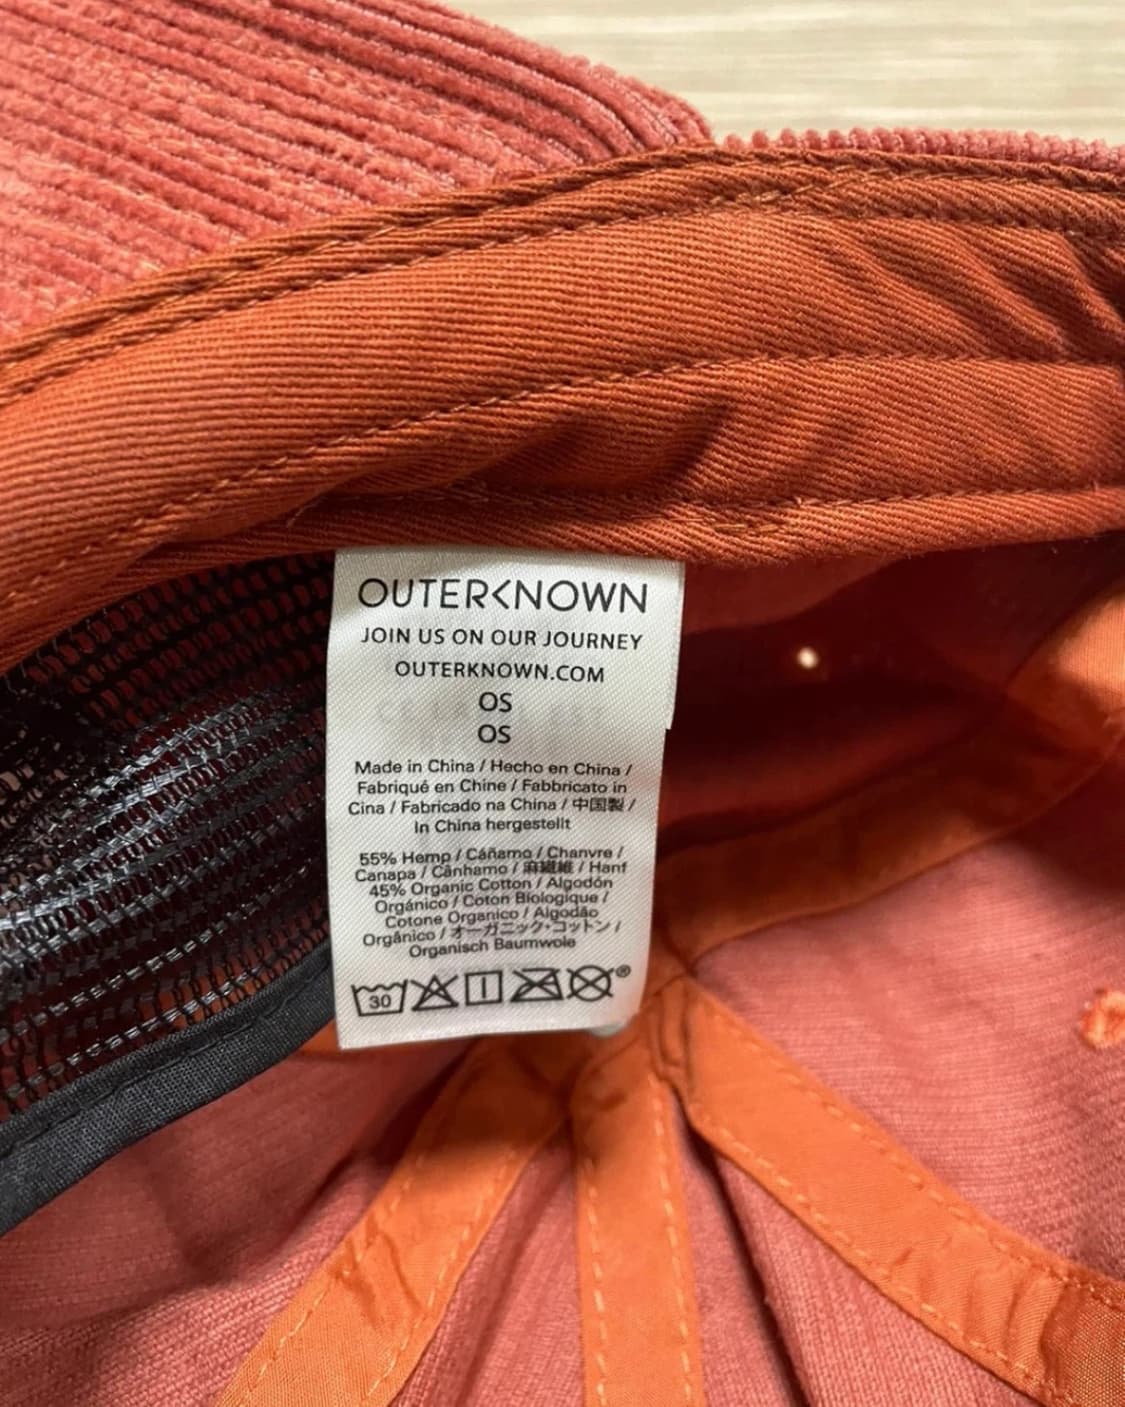 OUTERKNOWN
JOIN US ON OUR JOURNEY
OUTERKNOWN.COM
OS
OS
Made in China / Hecho en China /
Fabriqué en Chine / Fabbricato in
Cina / Fabricado na China / 中国製 /
In China hergestellt
55% Hemp / Cáñamo / Chanvre /
Canapa / Cânhamo / 麻繊維 / Hanf
45% Organic Cotton / Algodón
Orgánico / Coton Biologique /
Cotone Organico / Algodão
Orgânico / オーガニック・コットン /
Organisch Baumwole
30 ®